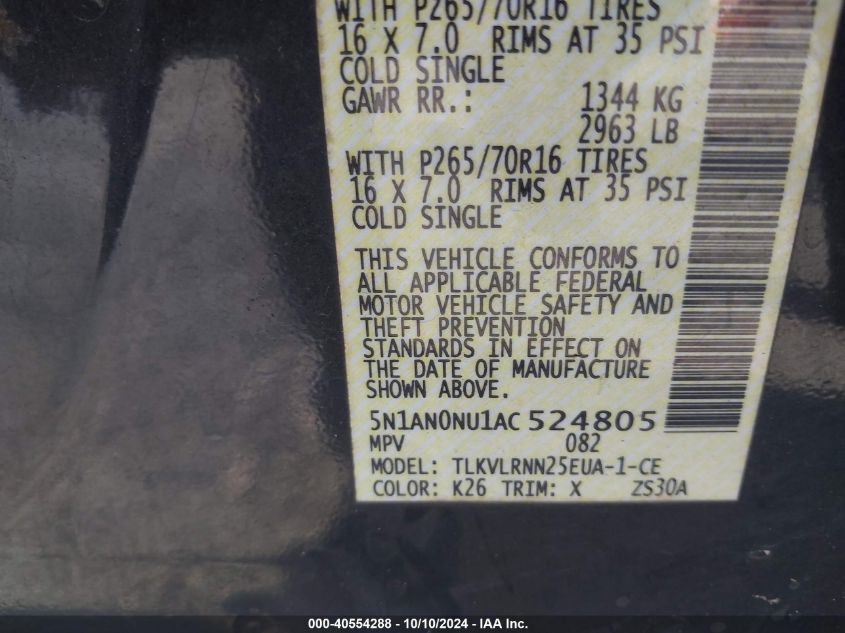 WITH P265/70R16 TIRES
16 X 7.0 RIMS AT 35 PSI
COLD SINGLE
GAWR RR.: 1344 KG
2963 LB
WITH P265/70R16 TIRES
16 X 7.0 RIMS AT 35 PSI
COLD SINGLE
THIS VEHICLE CONFORMS TO
ALL APPLICABLE FEDERAL
MOTOR VEHICLE SAFETY AND
THEFT PREVENTION
STANDARDS IN EFFECT ON
THE DATE OF MANUFACTURE
SHOWN ABOVE.
5N1AN0NU1AC524805
MPV 082
MODEL: TLKVLRNN25EUA-1-CE
COLOR: K26 TRIM: X ZS30A
000-40554288 - 10/10/2024 - IAA Inc.